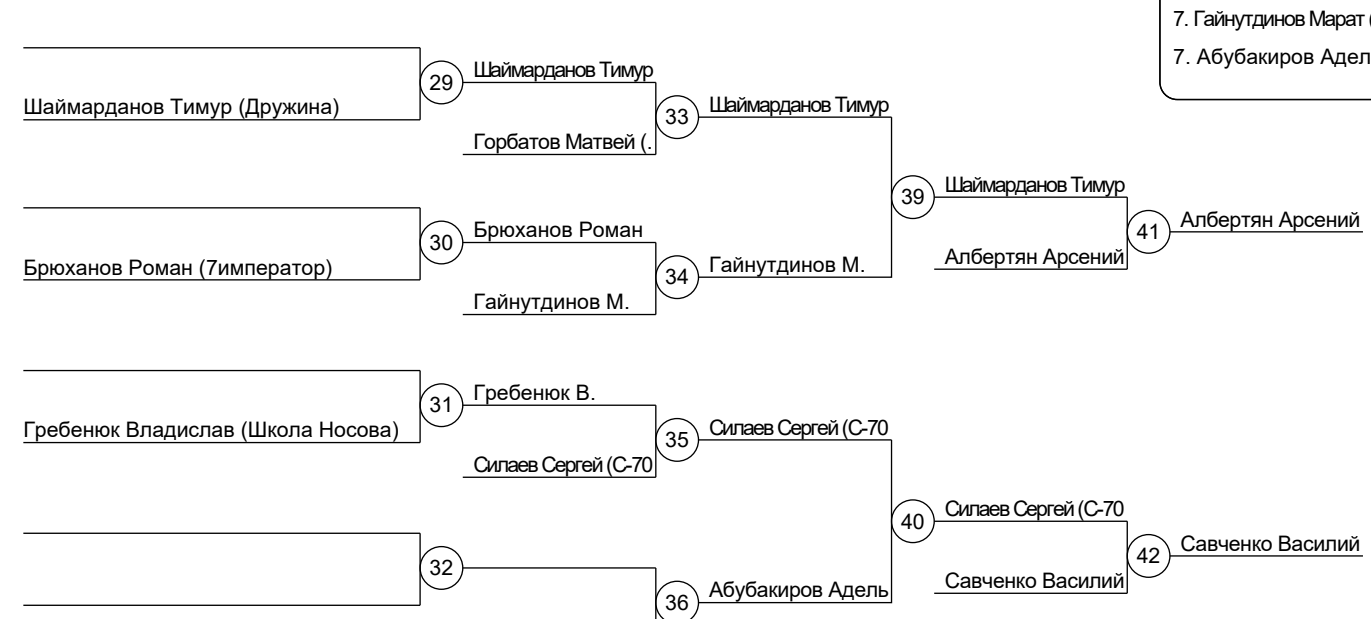 7. Гайнутдинов Марат (
7. Абубакиров Адел
29
Шаймарданов Тимур
Шаймарданов Тимур (Дружина)
33
Шаймарданов Тимур
Горбатов Матвей (.
39
Шаймарданов Тимур
30
Брюханов Роман
41
Албертян Арсений
Брюханов Роман (7император)
34
Гайнутдинов М.
Албертян Арсений
Гайнутдинов М.
31
Гребенюк В.
Гребенюк Владислав (Школа Носова)
35
Силаев Сергей (С-70
Силаев Сергей (С-70
40
Силаев Сергей (С-70
32
42
Савченко Василий
Савченко Василий
36
Абубакиров Адель